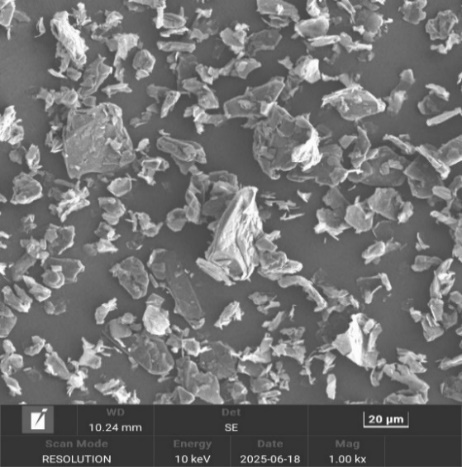 WD
10.24 mm
Det
SE
20 µm
Scan Mode
RESOLUTION
Energy
10 keV
Date
2025-06-18
Mag
1.00 kx